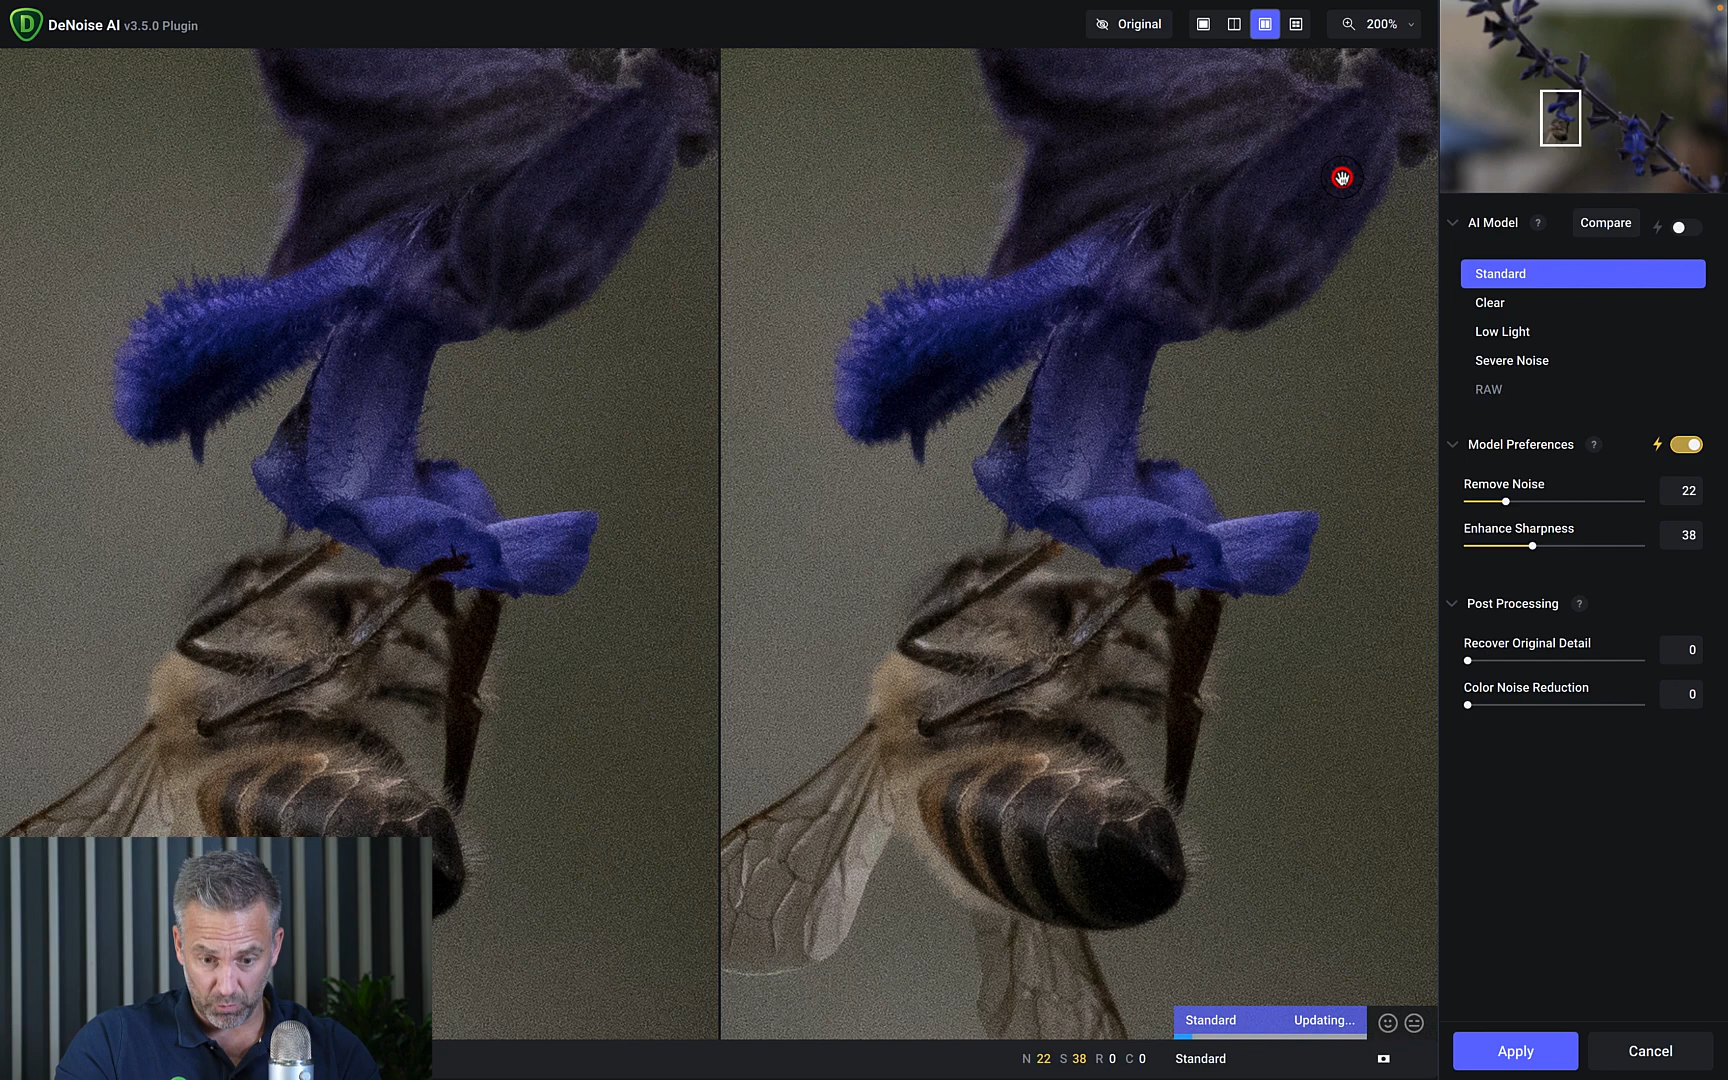 DeNoise AI v3.5.0 Plugin
Original
200%
AI Model ? Compare
Standard
Clear
Low Light
Severe Noise
RAW
Model Preferences ?
Remove Noise 22
Enhance Sharpness 38
Post Processing ?
Recover Original Detail 0
Color Noise Reduction 0
Standard Updating...
N 22 S 38 R 0 C 0 Standard
Apply Cancel